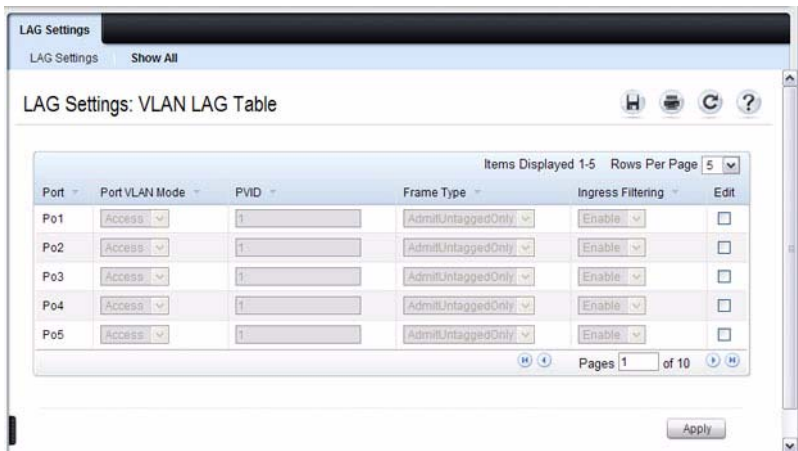 LAG Settings
LAG Settings Show All
LAG Settings: VLAN LAG Table
Items Displayed 1-5 Rows Per Page 5
Port Port VLAN Mode PVID Frame Type Ingress Filtering Edit
Po1 Access 1 AdmitUntaggedOnly Enable
Po2 Access 1 AdmitUntaggedOnly Enable
Po3 Access 1 AdmitUntaggedOnly Enable
Po4 Access 1 AdmitUntaggedOnly Enable
Po5 Access 1 AdmitUntaggedOnly Enable
Pages 1 of 10
Apply